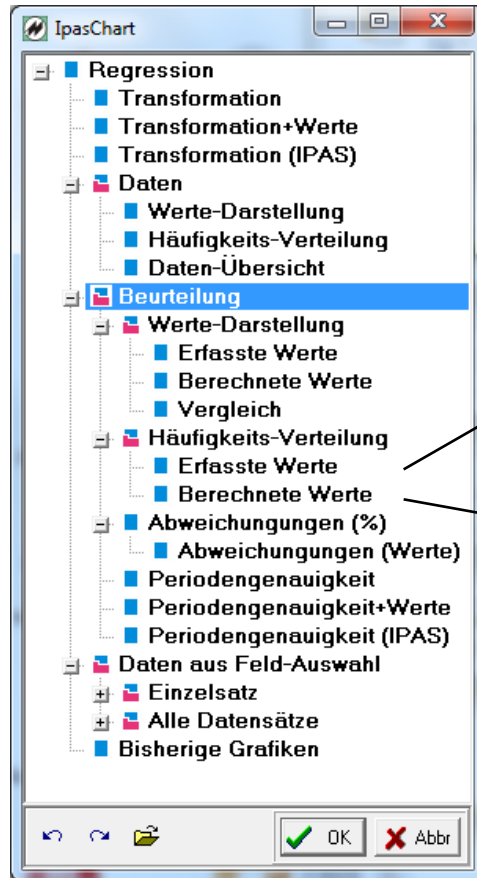 IpasChart
Regression
Transformation
Transformation+Werte
Transformation (IPAS)
Daten
Werte-Darstellung
Häufigkeits-Verteilung
Daten-Übersicht
Beurteilung
Werte-Darstellung
Erfasste Werte
Berechnete Werte
Vergleich
Häufigkeits-Verteilung
Erfasste Werte
Berechnete Werte
Abweichungungen (%)
Abweichungungen (Werte)
Periodengenauigkeit
Periodengenauigkeit+Werte
Periodengenauigkeit (IPAS)
Daten aus Feld-Auswahl
Einzelsatz
Alle Datensätze
Bisherige Grafiken
OK Abbr